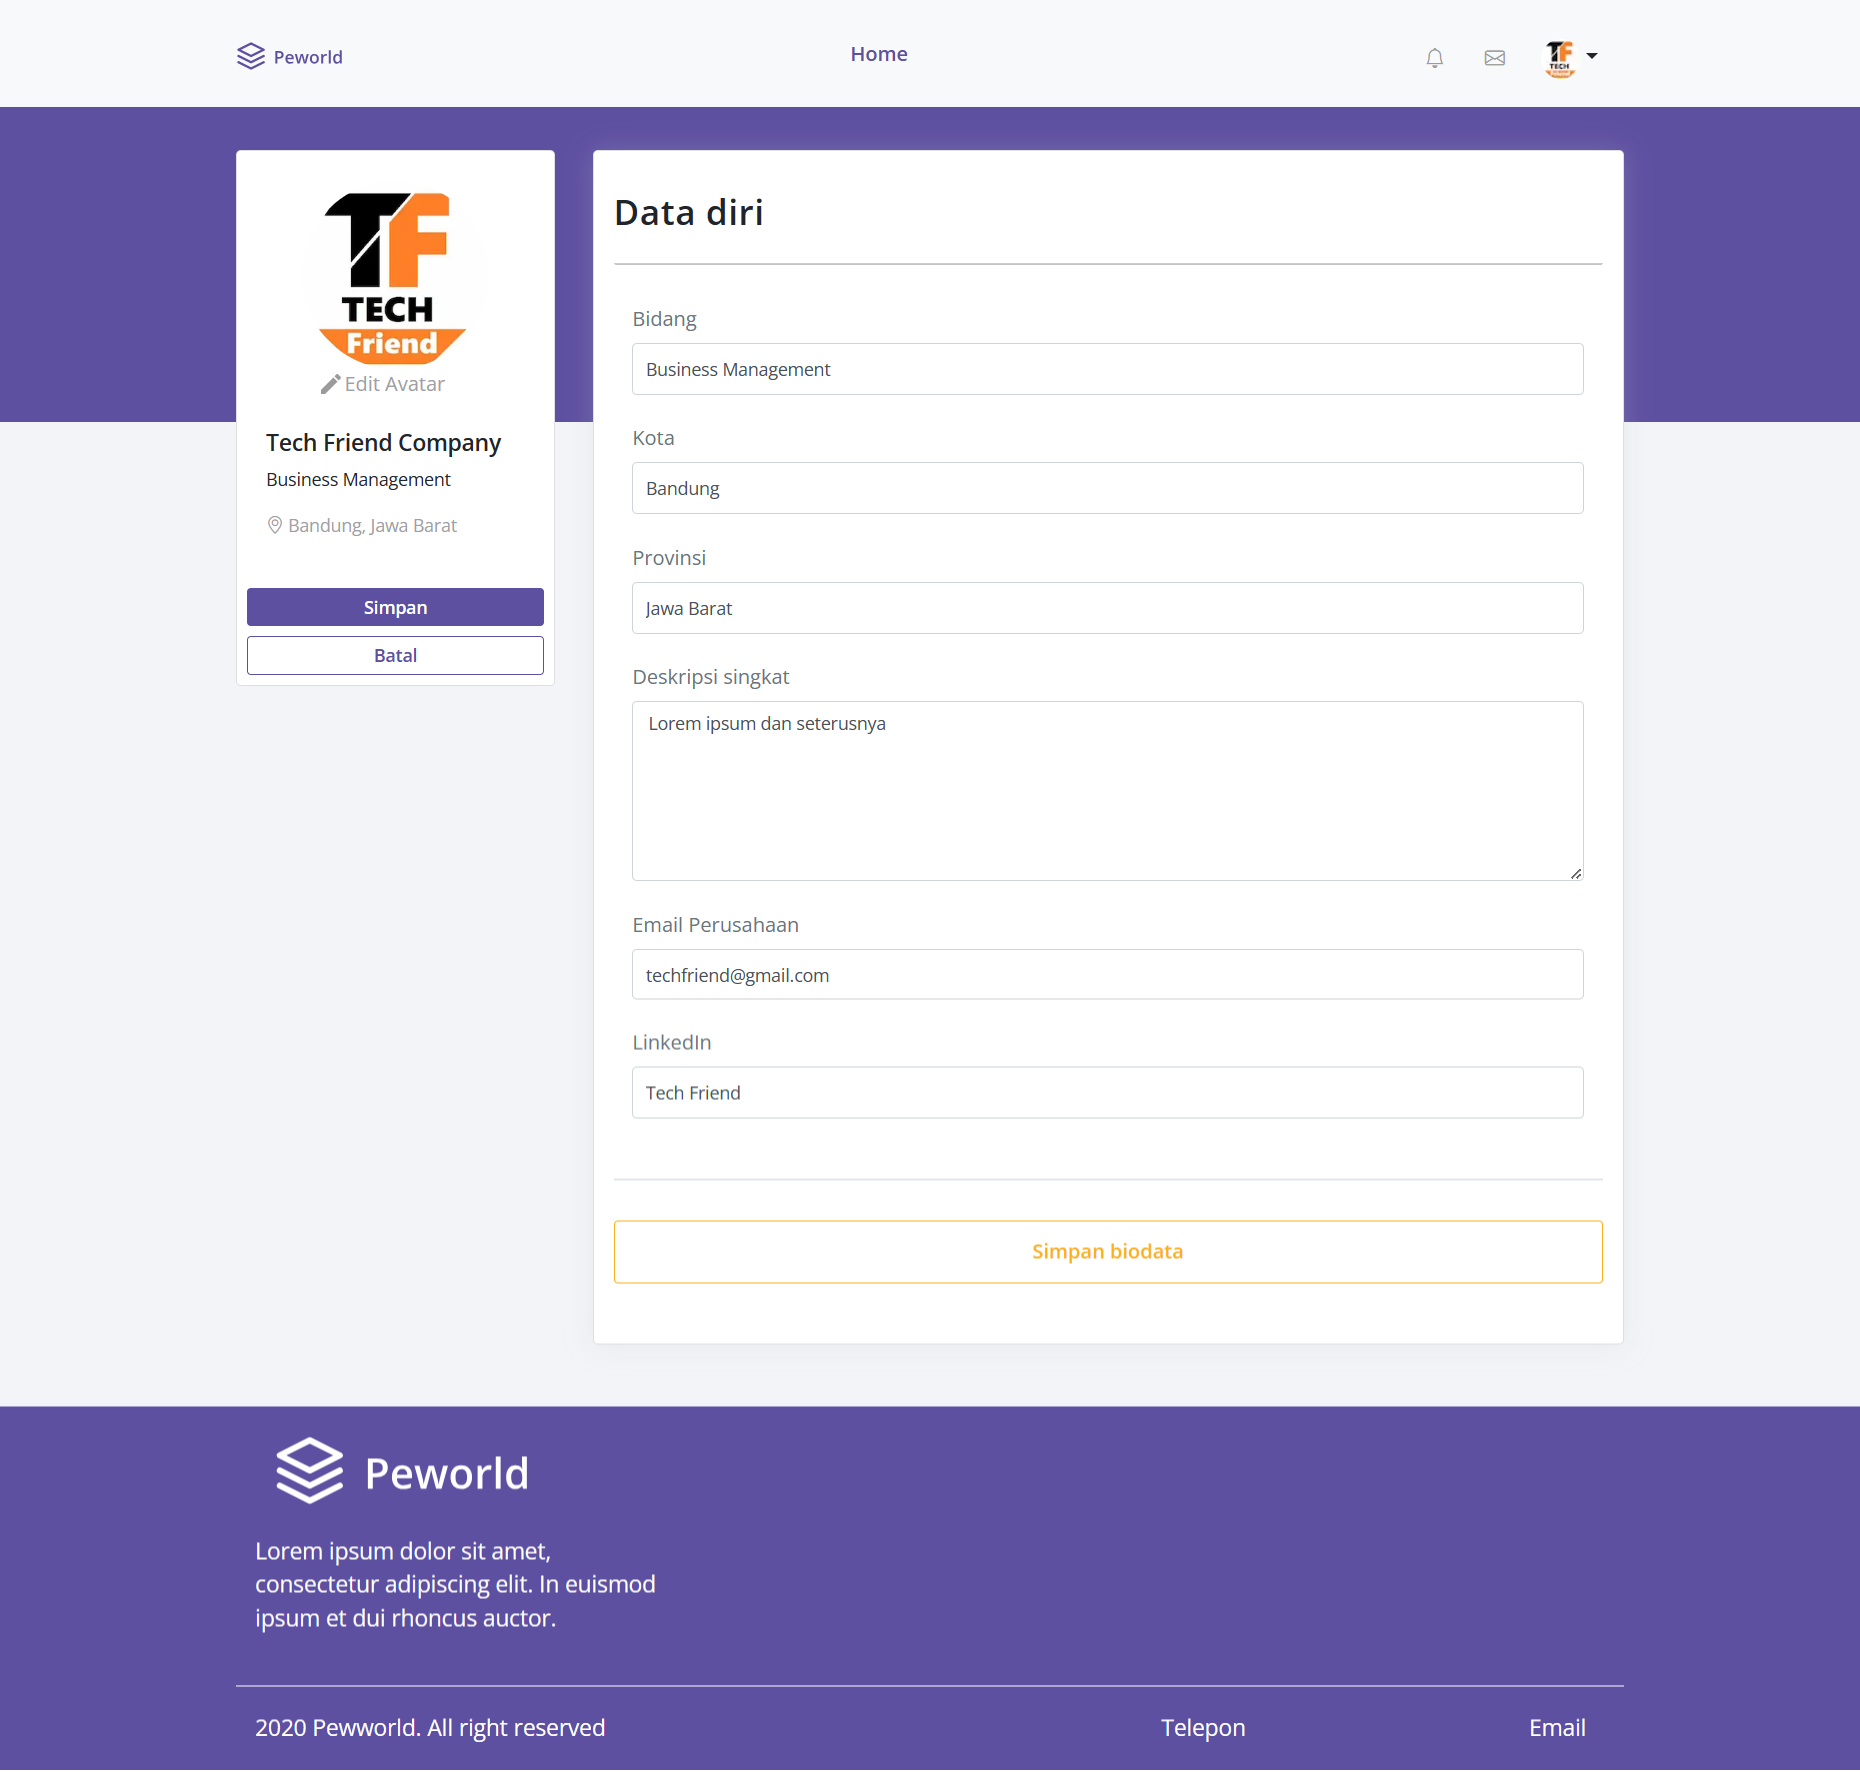 Peworld
Home
TF
TECH
TF
TECH
Friend
Edit Avatar
Tech Friend Company
Business Management
Bandung, Jawa Barat
Simpan
Batal
Data diri
Bidang
Business Management
Kota
Bandung
Provinsi
Jawa Barat
Deskripsi singkat
Lorem ipsum dan seterusnya
Email Perusahaan
techfriend@gmail.com
LinkedIn
Tech Friend
Simpan biodata
Peworld
Lorem ipsum dolor sit amet,
consectetur adipiscing elit. In euismod
ipsum et dui rhoncus auctor.
2020 Pewworld. All right reserved
Telepon
Email